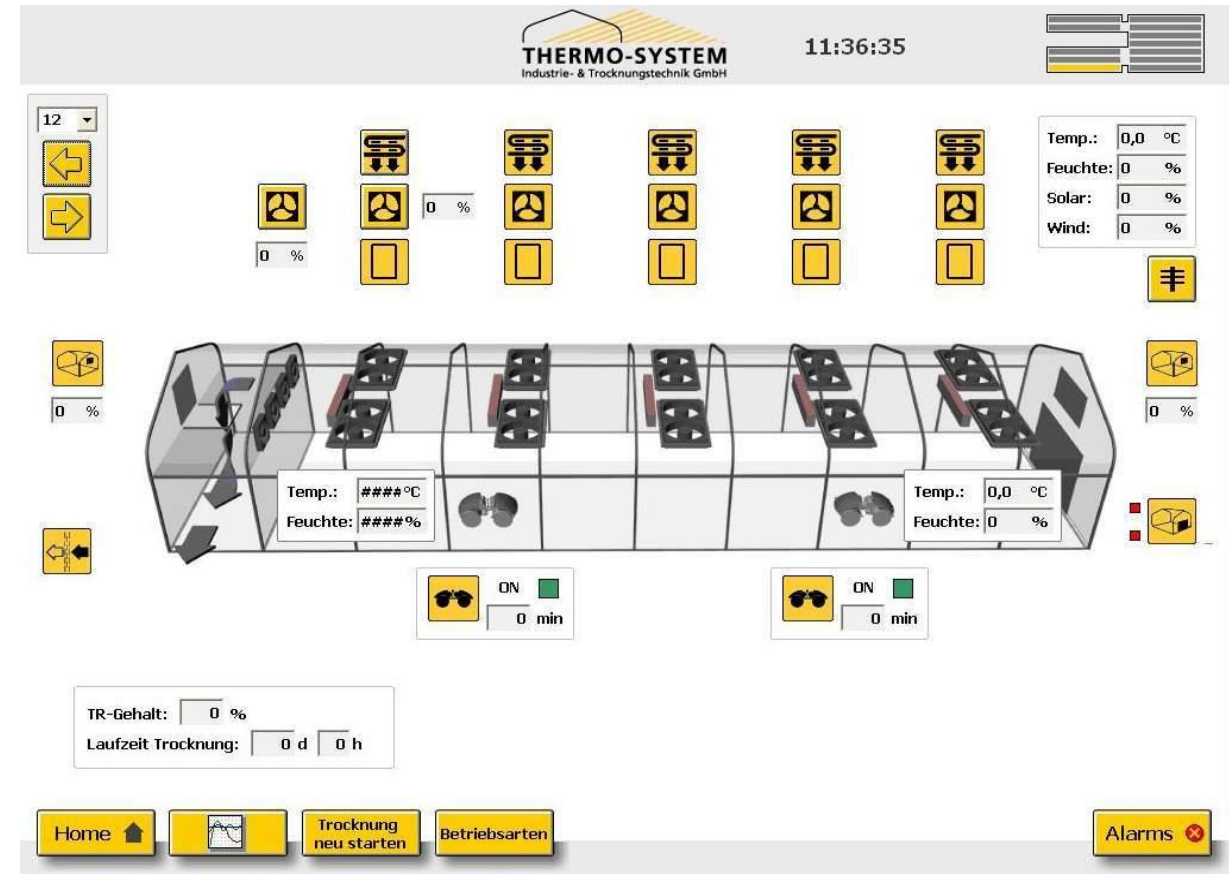 THERMO-SYSTEM
Industrie- & Trocknungstechnik GmbH
11:36:35
12
Temp.: 0,0 °C
Feuchte: 0 %
Solar: 0 %
Wind: 0 %
0 %
0 %
0 %
0 %
Temp.: ####°C
Feuchte: ####%
Temp.: 0,0 °C
Feuchte: 0 %
ON
0 min
ON
0 min
TR-Gehalt: 0 %
Laufzeit Trocknung: 0 d 0 h
Home
Trocknung
neu starten
Betriebsarten
Alarms